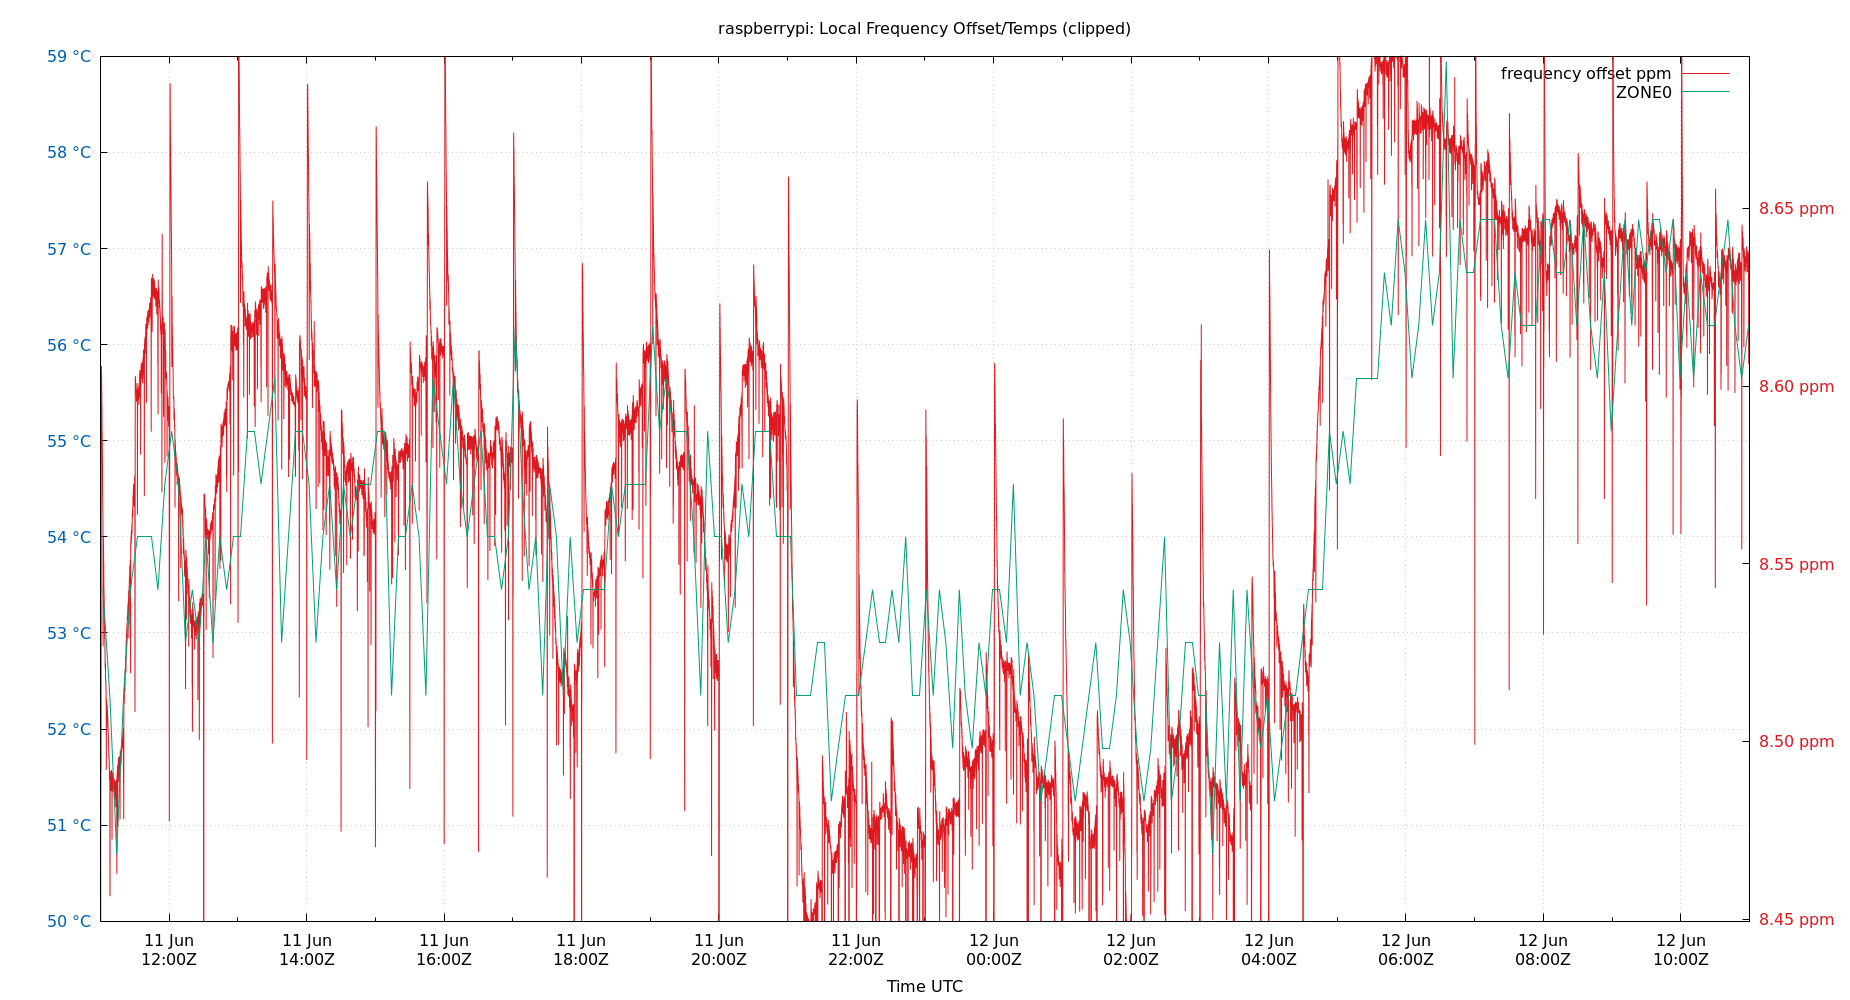 raspberrypi: Local Frequency Offset/Temps (clipped)
59 °C
58 °C
57 °C
56 °C
55 °C
54 °C
53 °C
52 °C
51 °C
50 °C
frequency offset ppm
ZONE0
8.65 ppm
8.60 ppm
8.55 ppm
8.50 ppm
8.45 ppm
11 Jun 11 Jun 11 Jun 11 Jun 11 Jun 11 Jun 12 Jun 12 Jun 12 Jun 12 Jun 12 Jun 12 Jun
12:00Z 14:00Z 16:00Z 18:00Z 20:00Z 22:00Z 00:00Z 02:00Z 04:00Z 06:00Z 08:00Z 10:00Z
Time UTC